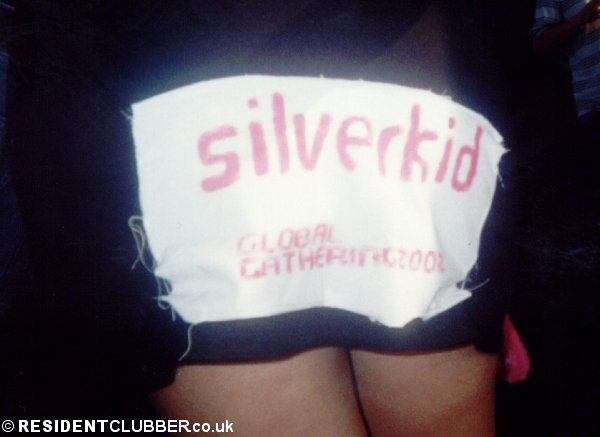 silverkid
GLOBAL
GATHERING2002
© RESIDENTCLUBBER.co.uk